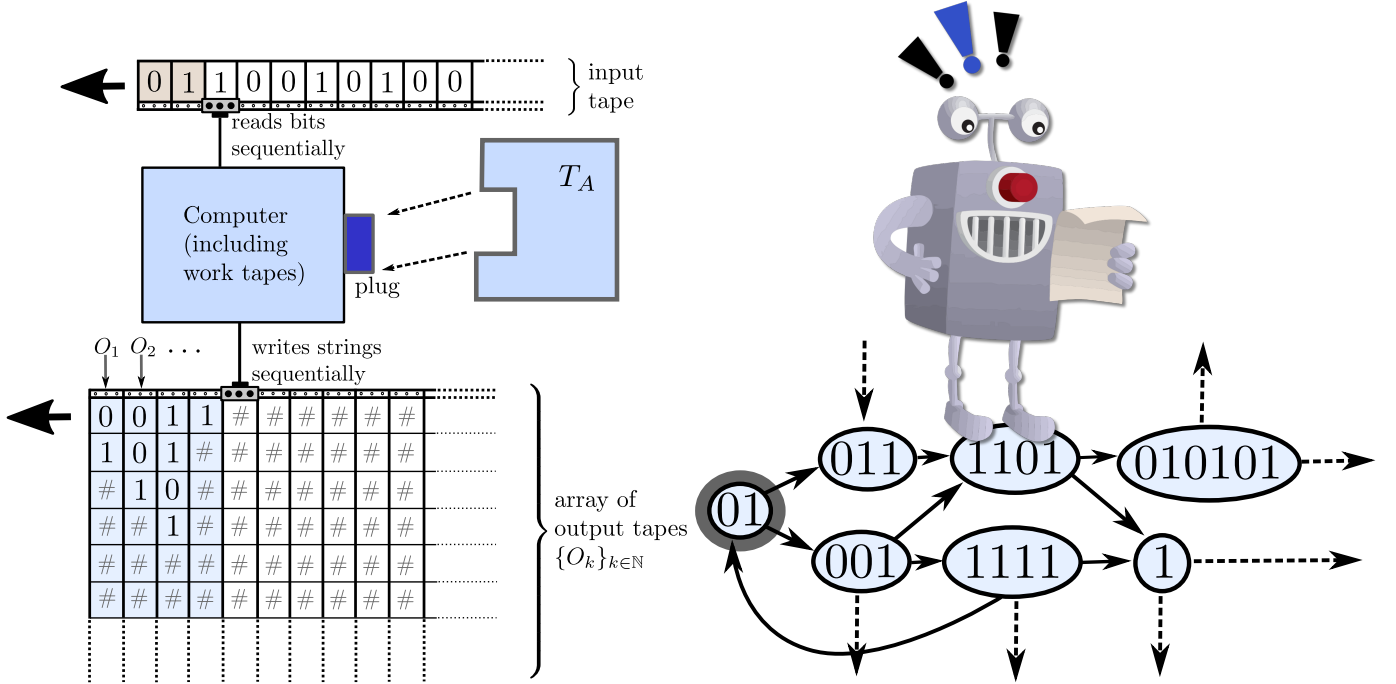 0 1 1 0 0 1 0 1 0 0
input
tape
reads bits
sequentially
T_A
Computer
(including
work tapes)
plug
O_1 O_2 ...
writes strings
sequentially
0 0 1 1 # # # # # #
1 0 1 # # # # # # #
# 1 0 # # # # # # #
# # 1 # # # # # # #
# # # # # # # # # #
# # # # # # # # # #
array of
output tapes
{O_k}_{k∈ℕ}
011
1101
010101
01
001
1111
1